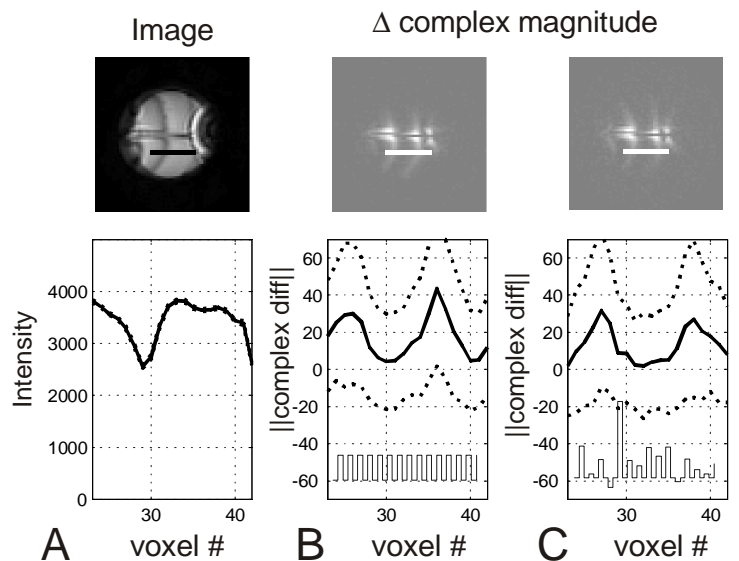 Image
Δ complex magnitude
Intensity
4000
3000
2000
1000
0
30
40
voxel #
A
||complex diff||
60
40
20
0
-20
-40
-60
30
40
voxel #
B
||complex diff||
60
40
20
0
-20
-40
-60
30
40
voxel #
C